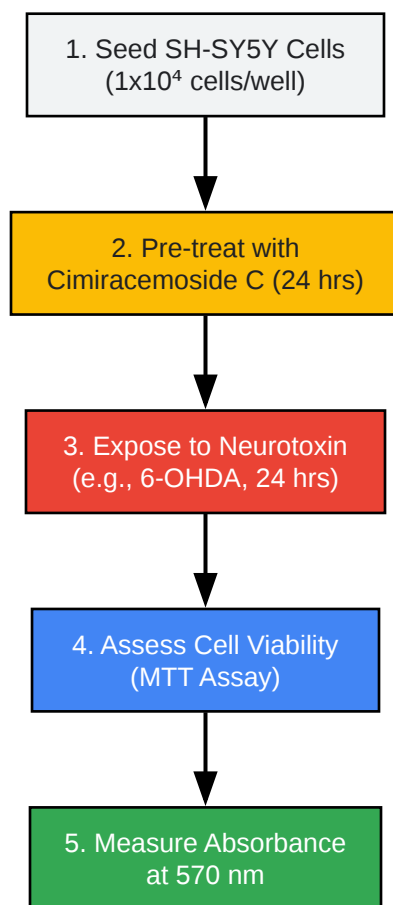 1. Seed SH-SY5Y Cells
(1x10⁴ cells/well)
2. Pre-treat with
Cimiracemoside C (24 hrs)
3. Expose to Neurotoxin
(e.g., 6-OHDA, 24 hrs)
4. Assess Cell Viability
(MTT Assay)
5. Measure Absorbance
at 570 nm